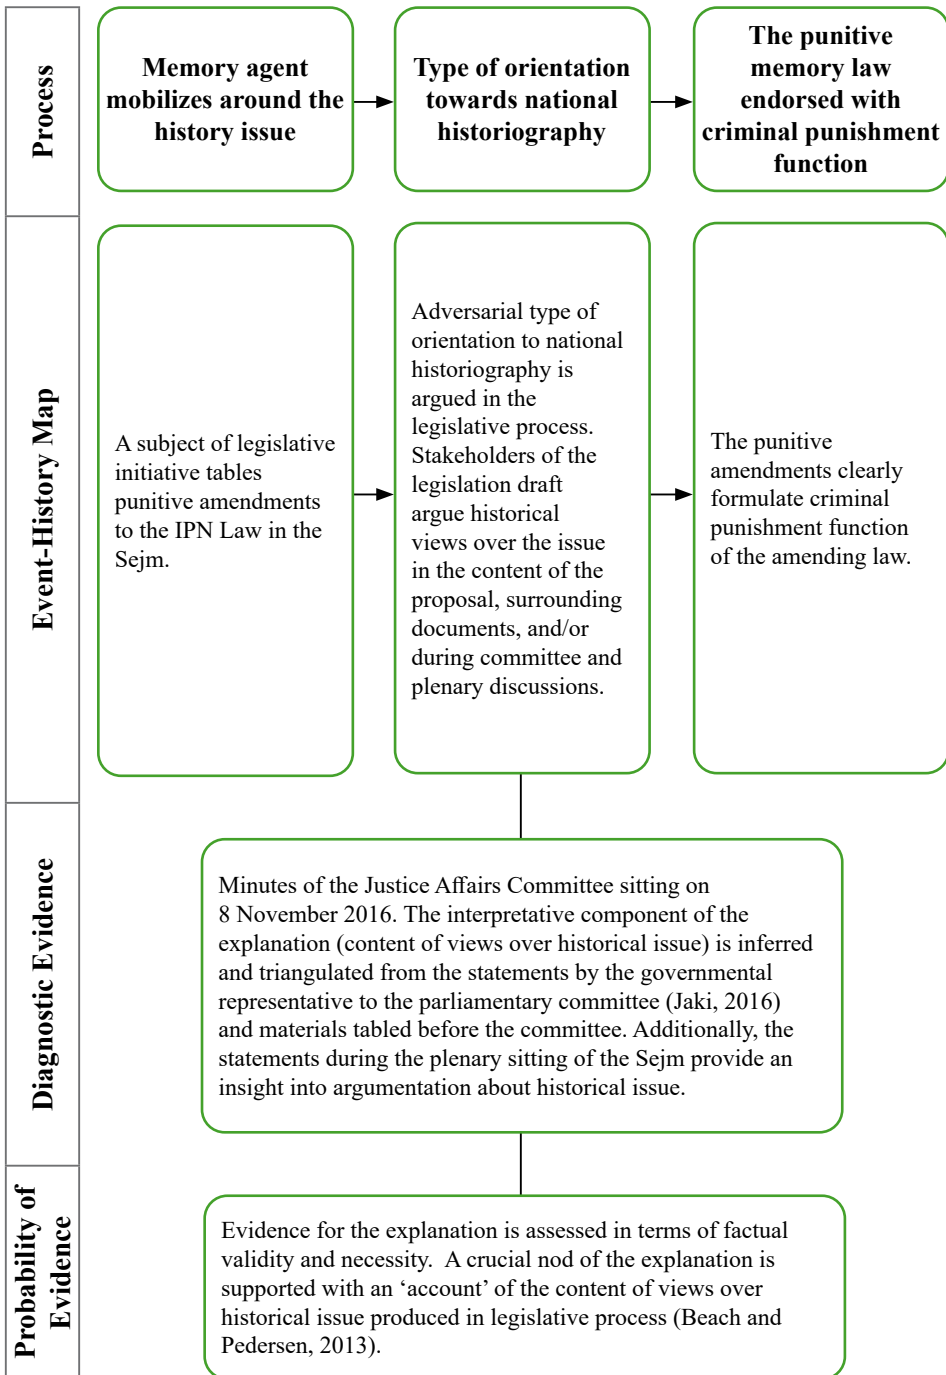 Process
Memory agent
mobilizes around the
history issue
Type of orientation
towards national
historiography
The punitive
memory law
endorsed with
criminal punishment
function
Event-History Map
A subject of legislative
initiative tables
punitive amendments
to the IPN Law in the
Sejm.
Adversarial type of
orientation to national
historiography is
argued in the
legislative process.
Stakeholders of the
legislation draft
argue historical
views over the issue
in the content of the
proposal, surrounding
documents, and/or
during committee and
plenary discussions.
The punitive
amendments clearly
formulate criminal
punishment function
of the amending law.
Diagnostic Evidence
Minutes of the Justice Affairs Committee sitting on
8 November 2016. The interpretative component of the
explanation (content of views over historical issue) is inferred
and triangulated from the statements by the governmental
representative to the parliamentary committee (Jaki, 2016)
and materials tabled before the committee. Additionally, the
statements during the plenary sitting of the Sejm provide an
insight into argumentation about historical issue.
Probability of
Evidence
Evidence for the explanation is assessed in terms of factual
validity and necessity.  A crucial nod of the explanation is
supported with an ‘account’ of the content of views over
historical issue produced in legislative process (Beach and
Pedersen, 2013).